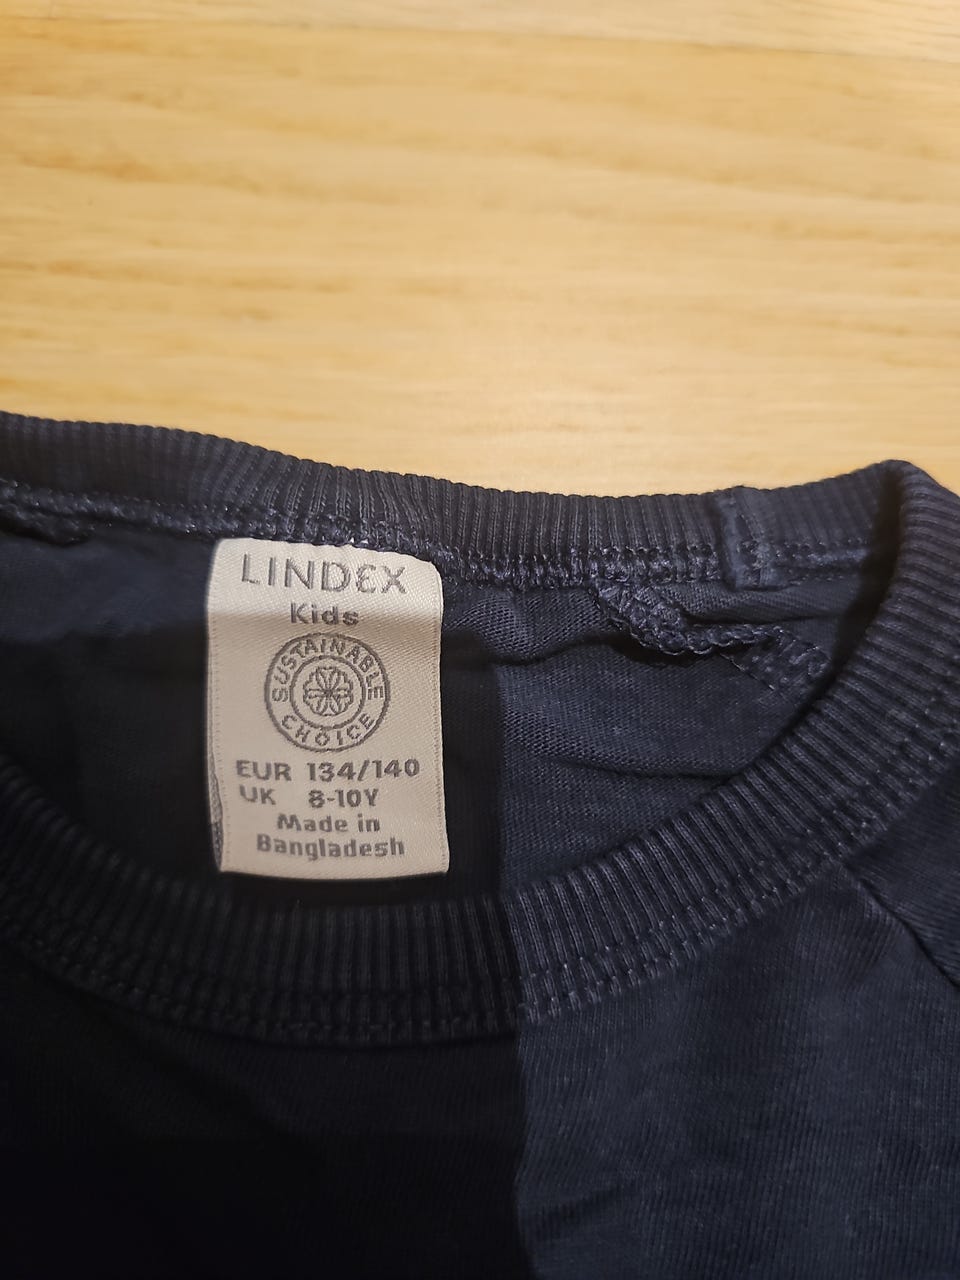 LINDEX
Kids
SUSTAINABLE
CHOICE
EUR 134/140
UK 8-10Y
Made in
Bangladesh